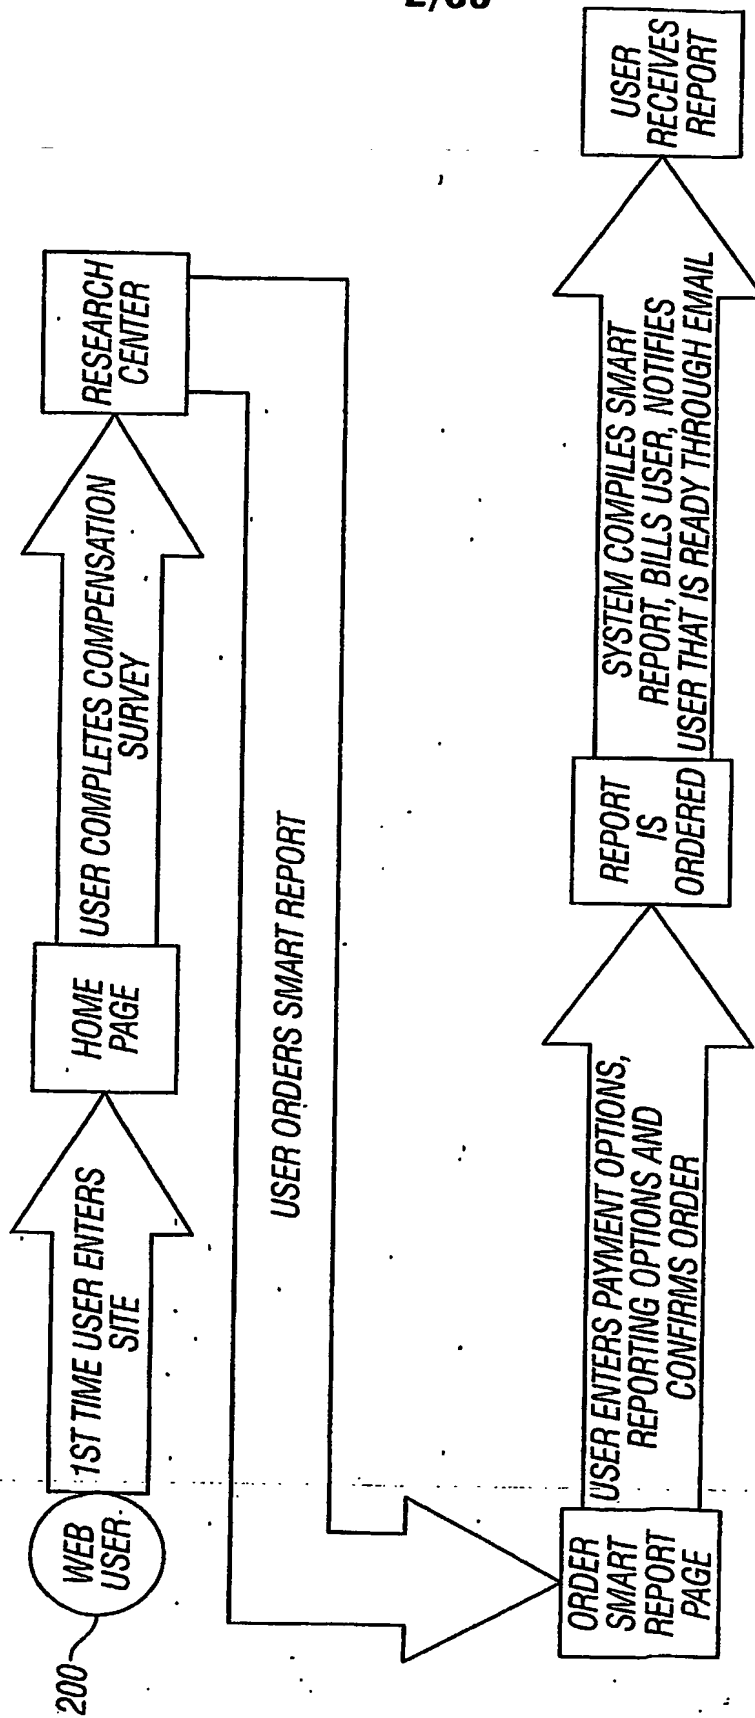 200
WEB
USER
1ST TIME USER ENTERS
SITE
HOME
PAGE
USER COMPLETES COMPENSATION
SURVEY
RESEARCH
CENTER
USER ORDERS SMART REPORT
ORDER
SMART
REPORT
PAGE
USER ENTERS PAYMENT OPTIONS,
REPORTING OPTIONS AND
CONFIRMS ORDER
REPORT
IS
ORDERED
SYSTEM COMPILES SMART
REPORT, BILLS USER, NOTIFIES
USER THAT IS READY THROUGH EMAIL
USER
RECEIVES
REPORT